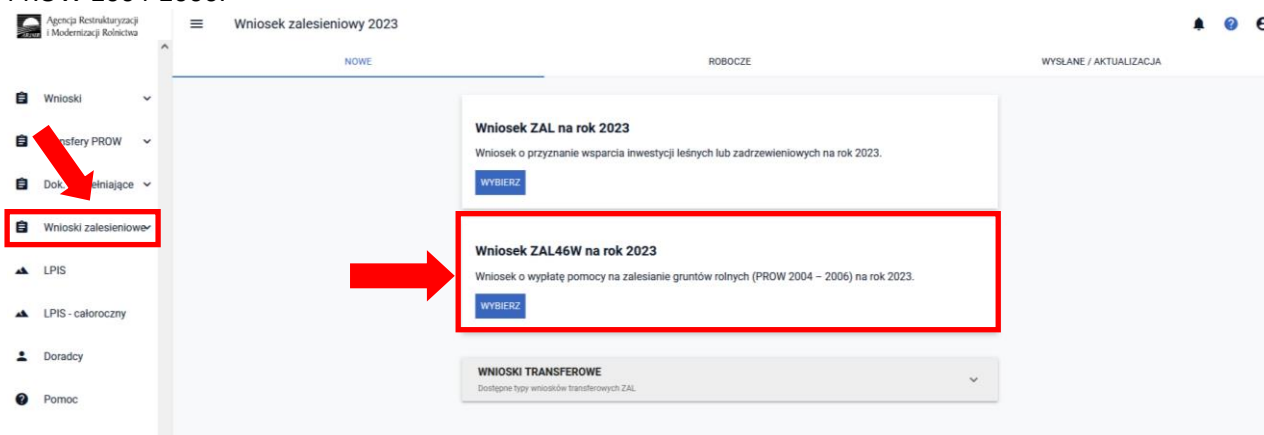 Agencja Restrukturyzacji
i Modernizacji Rolnictwa
Wniosek zalesieniowy 2023
NOWE
ROBOCZE
WYSŁANE / AKTUALIZACJA
Wnioski
PROW
Dok.
Wnioski zalesieniowe
LPIS
LPIS - całoroczny
Doradcy
Pomoc
Wniosek ZAL na rok 2023
Wniosek o przyznanie wsparcia inwestycji leśnych lub zadrzewieniowych na rok 2023.
WYBIERZ
Wniosek ZAL46W na rok 2023
Wniosek o wypłatę pomocy na zalesianie gruntów rolnych (PROW 2004 – 2006) na rok 2023.
WYBIERZ
WNIOSKI TRANSFEROWE
Dostępne typy wniosków transferowych ZAL